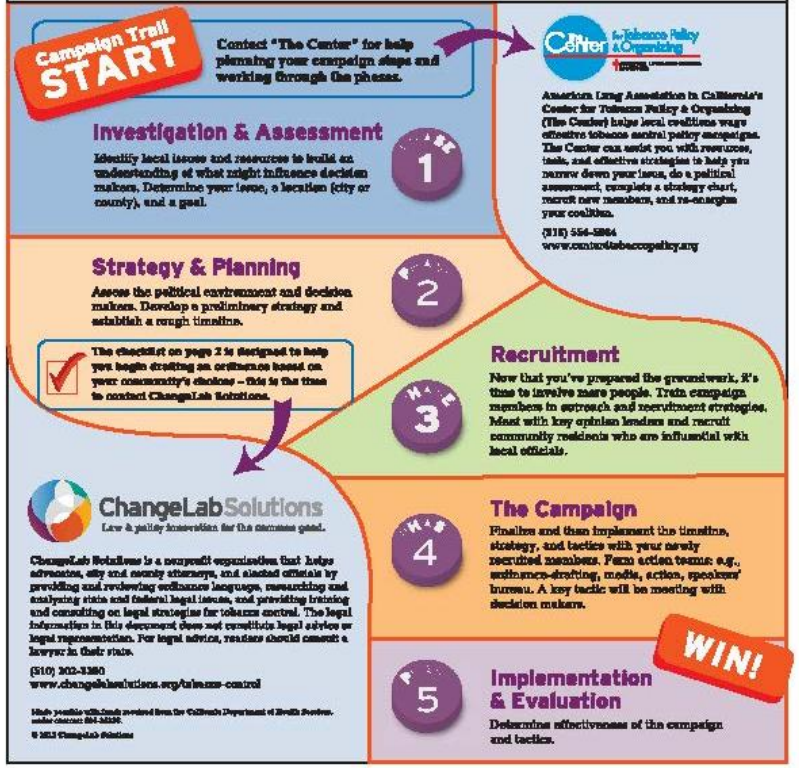 Campaign Trail
START
Contact "The Center" for help
planning your campaign steps and
working through the phases.
The
Center
for Tobacco Policy
& Organizing
American Lung Association in California's
Center for Tobacco Policy & Organizing
(The Center) helps local coalitions wage
effective tobacco control policy campaigns.
The Center can assist you with resources,
tools, and effective strategies to help you
narrow down your issue, do a political
assessment, complete a strategy chart,
recruit new members, and re-energize
your coalition.
www.center4tobaccopolicy.org
Investigation & Assessment
Identify local issues and resources to build an
understanding of what might influence decision
makers. Determine your issue, a location (city or
county), and a goal.
PHASE
1
Strategy & Planning
Assess the political environment and decision
makers. Develop a preliminary strategy and
establish a rough timeline.
PHASE
2
The checklist on page 2 is designed to help
you begin drafting an ordinance based on
your community's choices – this is the time
to contact ChangeLab Solutions.
Recruitment
Now that you've prepared the groundwork, it's
time to involve more people. Train campaign
members in outreach and recruitment strategies.
Meet with key opinion leaders and recruit
community residents who are influential with
local officials.
PHASE
3
ChangeLabSolutions
Law & policy innovation for the common good.
ChangeLab Solutions is a nonprofit organization that helps
advocates, city and county attorneys, and elected officials by
providing and reviewing ordinance language, researching and
analyzing state and federal legal issues, and providing training
and consulting on legal strategies for tobacco control. The legal
information in this document does not constitute legal advice or
legal representation. For legal advice, readers should consult a
lawyer in their state.
(510)
www.changelabsolutions.org/tobacco-control
Made possible with funds received from the California Department of Health Services,
under contract
© 2012 ChangeLab Solutions
The Campaign
Finalize and then implement the timeline,
strategy, and tactics with your newly
recruited members. Form action teams: e.g.,
ordinance-drafting, media, action, speakers'
bureau. A key tactic will be meeting with
decision makers.
PHASE
4
WIN!
Implementation
& Evaluation
Determine effectiveness of the campaign
and tactics.
PHASE
5